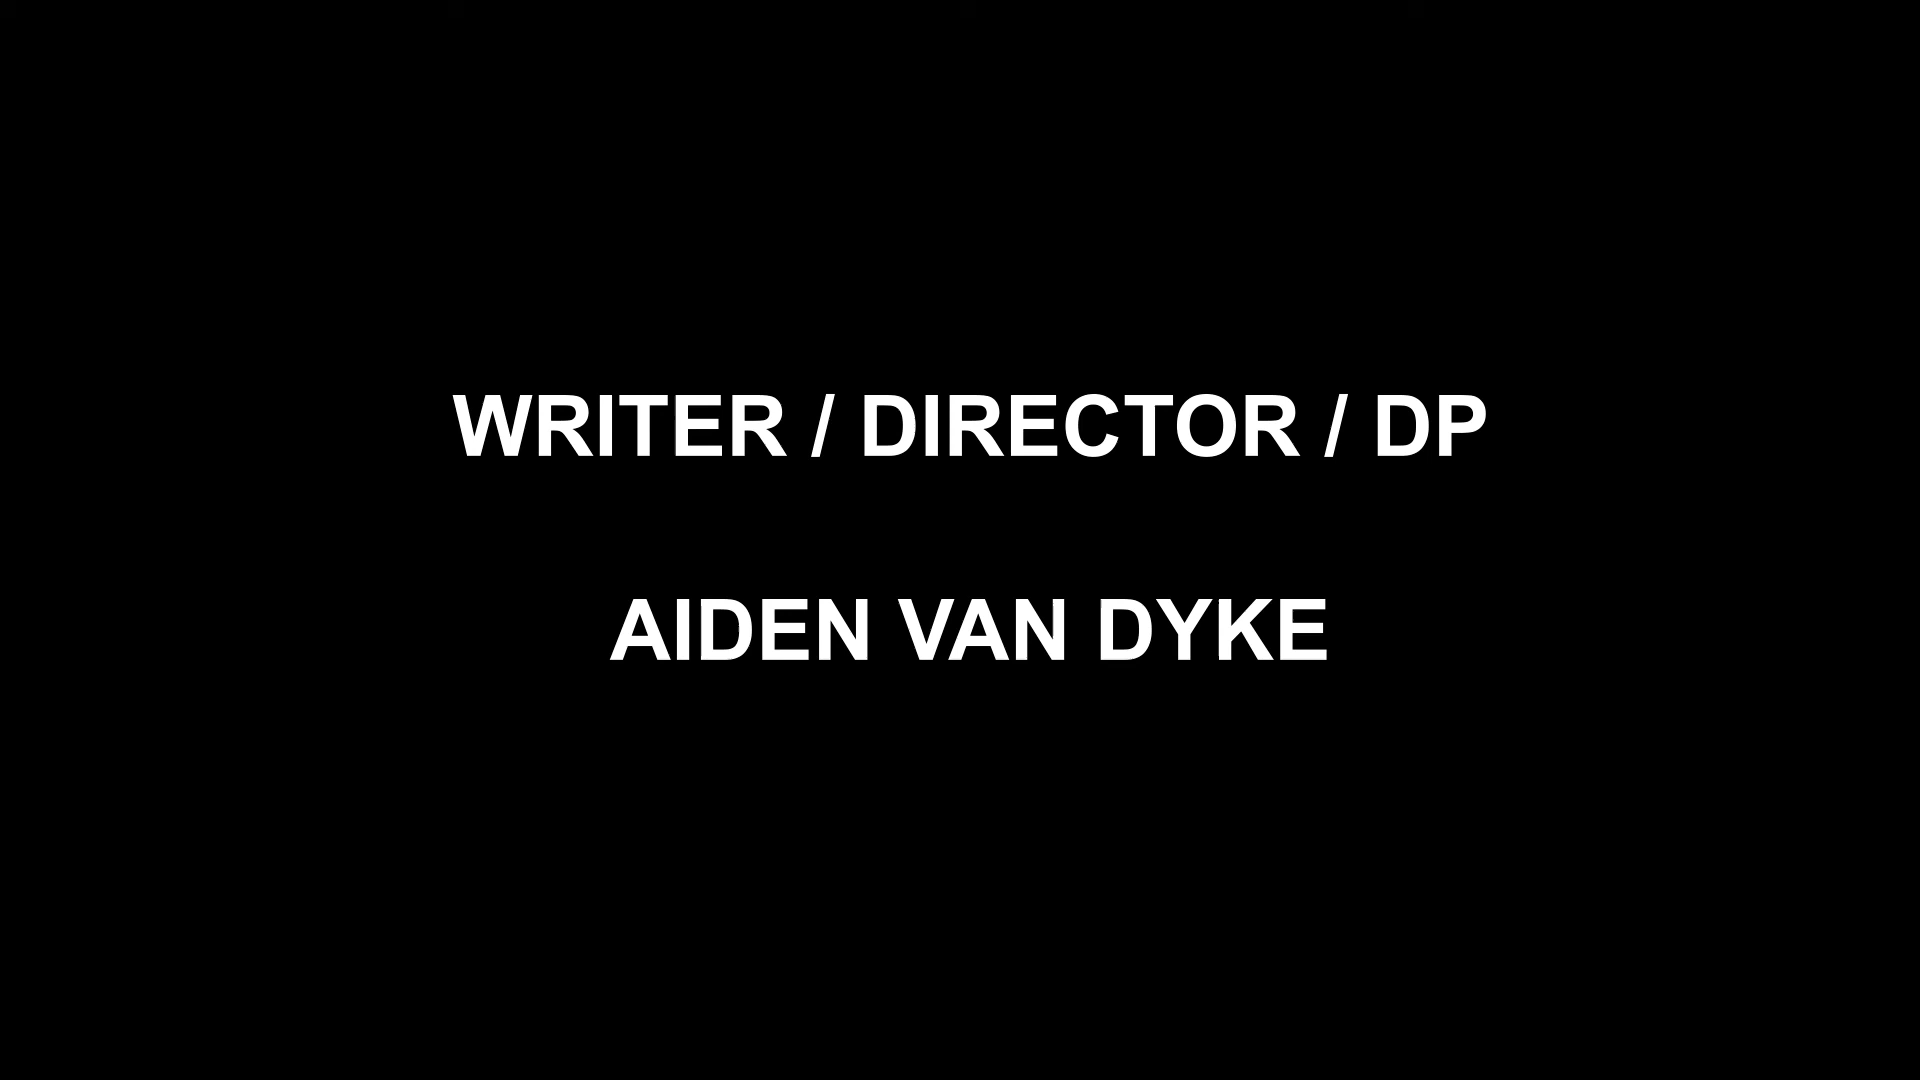 WRITER / DIRECTOR / DP
AIDEN VAN DYKE